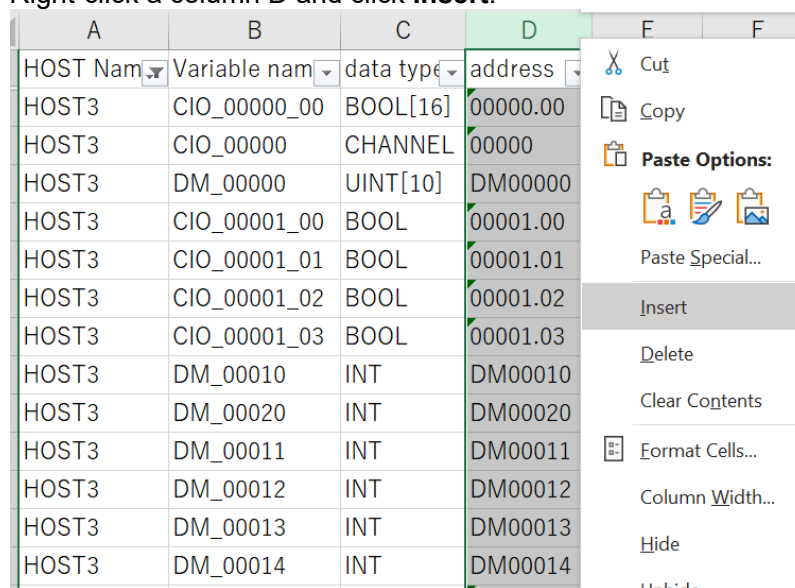 Right-click a column D and click Insert.
A B C D E F
HOST Nam Variable nam data type address
HOST3 CIO_00000_00 BOOL[16] 00000.00
HOST3 CIO_00000 CHANNEL 00000
HOST3 DM_00000 UINT[10] DM00000
HOST3 CIO_00001_00 BOOL 00001.00
HOST3 CIO_00001_01 BOOL 00001.01
HOST3 CIO_00001_02 BOOL 00001.02
HOST3 CIO_00001_03 BOOL 00001.03
HOST3 DM_00010 INT DM00010
HOST3 DM_00020 INT DM00020
HOST3 DM_00011 INT DM00011
HOST3 DM_00012 INT DM00012
HOST3 DM_00013 INT DM00013
HOST3 DM_00014 INT DM00014
Cut
Copy
Paste Options:
Paste Special...
Insert
Delete
Clear Contents
Format Cells...
Column Width...
Hide
Unhide